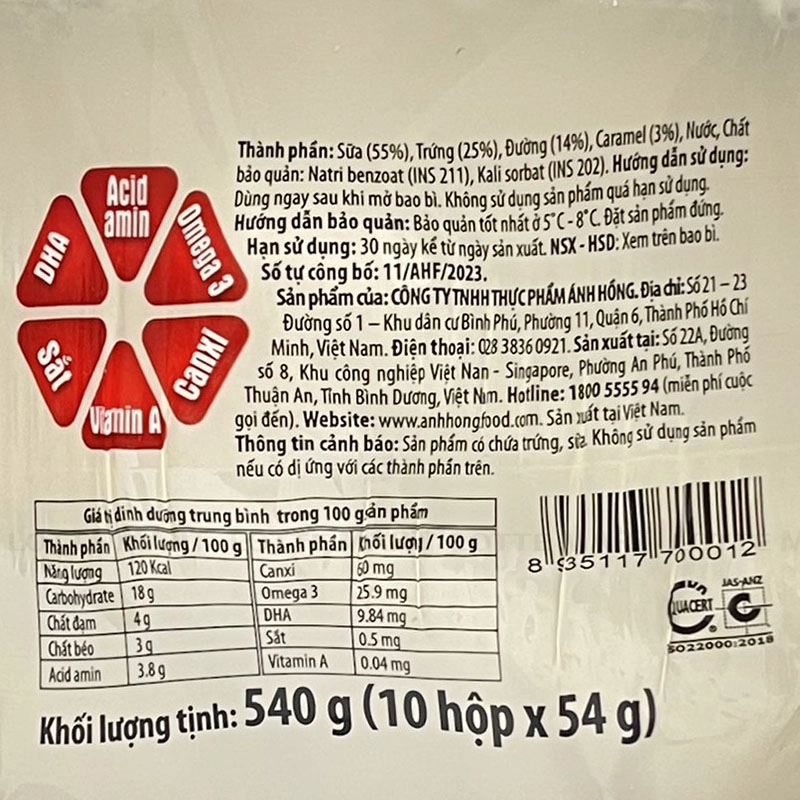 Acid
amin
Omega 3
Canxi
Vitamin A
Sắt
DHA
Thành phần: Sữa (55%), Trứng (25%), Đường (14%), Caramel (3%), Nước, Chất
bảo quản: Natri benzoat (INS 211), Kali sorbat (INS 202). Hướng dẫn sử dụng:
Dùng ngay sau khi mở bao bì. Không sử dụng sản phẩm quá hạn sử dụng.
Hướng dẫn bảo quản: Bảo quản tốt nhất ở 5°C - 8°C. Đặt sản phẩm đứng.
Hạn sử dụng: 30 ngày kể từ ngày sản xuất. NSX - HSD: Xem trên bao bì.
Số tự công bố: 11/AHF/2023.
Sản phẩm của: CÔNG TY TNHH THỰC PHẨM ÁNH HỒNG. Địa chỉ: Số 21 – 23
Đường số 1 – Khu dân cư Bình Phú, Phường 11, Quận 6, Thành Phố Hồ Chí
Minh, Việt Nam. Điện thoại: 028 3836 0921. Sản xuất tại: Số 22A, Đường
số 8, Khu công nghiệp Việt Nan - Singapore, Phường An Phú, Thành Phố
Thuận An, Tỉnh Bình Dương, Việt Nam. Hotline: 1800 5555 94 (miễn phí cuộc
gọi đến). Website: www.anhhongfood.com. Sản xuất tại Việt Nam.
Thông tin cảnh báo: Sản phẩm có chứa trứng, sữa. Không sử dụng sản phẩm
nếu có dị ứng với các thành phần trên.
Giá trị dinh dưỡng trung bình trong 100 g sản phẩm
Thành phần Khối lượng / 100 g Thành phần Khối lượng / 100 g
Năng lượng 120 Kcal Canxi 60 mg
Carbohydrate 18 g Omega 3 25.9 mg
Chất đạm 4 g DHA 9.84 mg
Chất béo 3 g Sắt 0.5 mg
Acid amin 3.8 g Vitamin A 0.04 mg
8 935117 700012
JAS-ANZ
QUACERT
ISO22000:2018
Khối lượng tịnh: 540 g (10 hộp x 54 g)